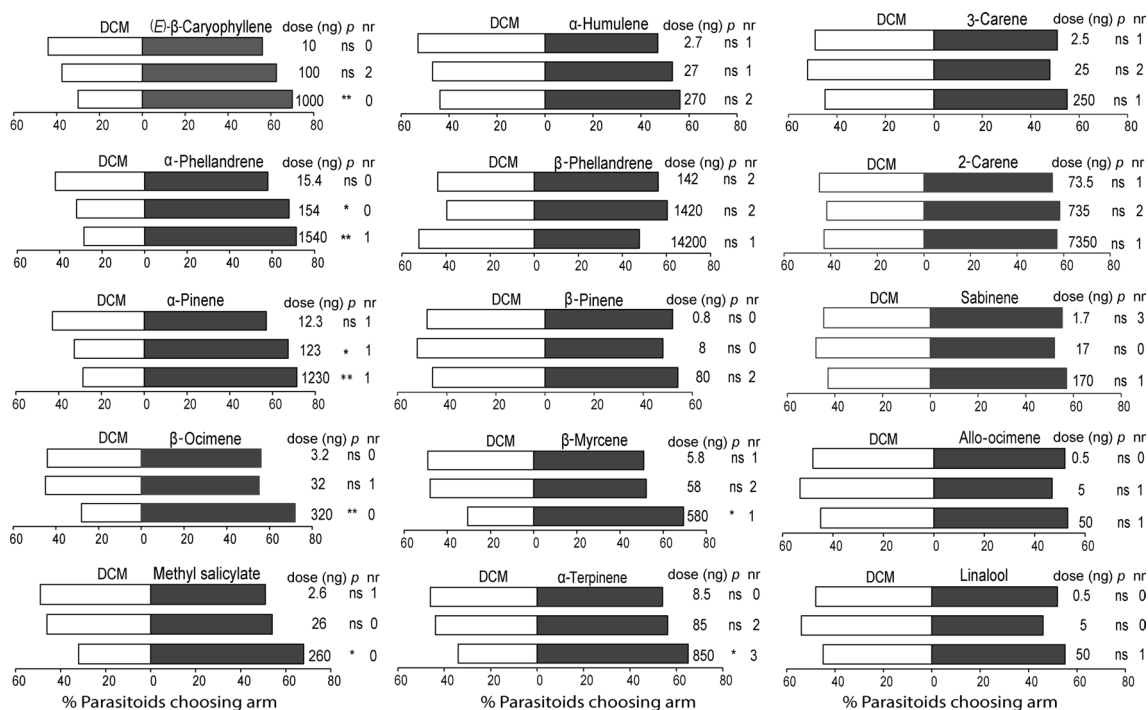 DCM (E)-β-Caryophyllene dose (ng) p nr
10 ns 0
100 ns 2
1000 ** 0
60 40 20 0 20 40 60 80
DCM α-Humulene dose (ng) p nr
2.7 ns 1
27 ns 1
270 ns 2
60 40 20 0 20 40 60 80
DCM 3-Carene dose (ng) p nr
2.5 ns 1
25 ns 2
250 ns 1
60 40 20 0 20 40 60 80
DCM α-Phellandrene dose (ng) p nr
15.4 ns 0
154 * 0
1540 ** 1
60 40 20 0 20 40 60 80
DCM β-Phellandrene dose (ng) p nr
142 ns 2
1420 ns 2
14200 ns 1
60 40 20 0 20 40 60 80
DCM 2-Carene dose (ng) p nr
73.5 ns 1
735 ns 2
7350 ns 1
60 40 20 0 20 40 60 80
DCM α-Pinene dose (ng) p nr
12.3 ns 1
123 * 1
1230 ** 1
60 40 20 0 20 40 60 80
DCM β-Pinene dose (ng) p nr
0.8 ns 0
8 ns 0
80 ns 2
60 40 20 0 20 40 60 80
DCM Sabinene dose (ng) p nr
1.7 ns 3
17 ns 0
170 ns 1
60 40 20 0 20 40 60 80
DCM β-Ocimene dose (ng) p nr
3.2 ns 0
32 ns 1
320 ** 0
60 40 20 0 20 40 60 80
DCM β-Myrcene dose (ng) p nr
5.8 ns 1
58 ns 2
580 * 1
60 40 20 0 20 40 60 80
DCM Allo-ocimene dose (ng) p nr
0.5 ns 0
5 ns 1
50 ns 1
60 40 20 0 20 40 60 80
DCM Methyl salicylate dose (ng) p nr
2.6 ns 1
26 ns 0
260 * 0
60 40 20 0 20 40 60 80
% Parasitoids choosing arm
DCM α-Terpinene dose (ng) p nr
8.5 ns 0
85 ns 2
850 * 3
60 40 20 0 20 40 60 80
% Parasitoids choosing arm
DCM Linalool dose (ng) p nr
0.5 ns 0
5 ns 0
50 ns 1
60 40 20 0 20 40 60 80
% Parasitoids choosing arm